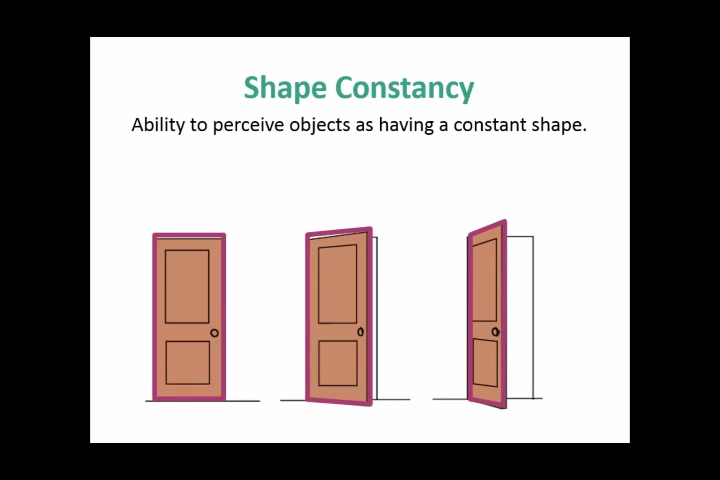 Shape Constancy
Ability to perceive objects as having a constant shape.